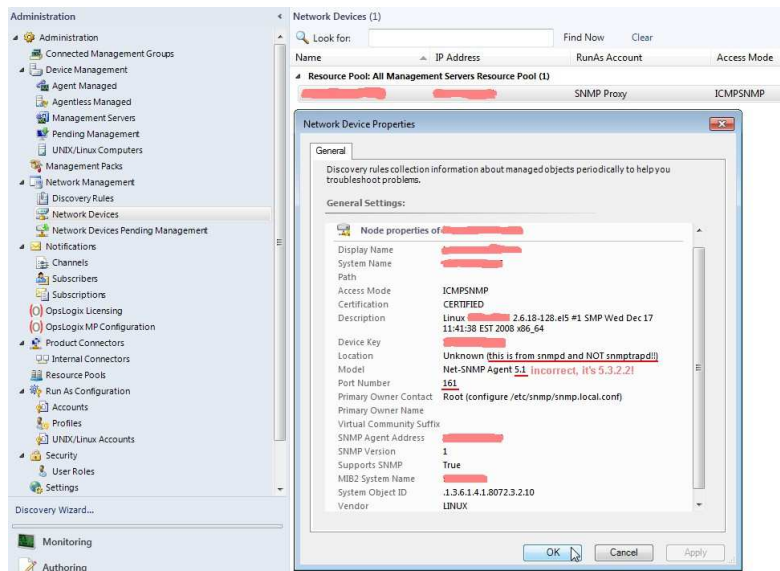 Administration
Administration
Connected Management Groups
Device Management
Agent Managed
Agentless Managed
Management Servers
Pending Management
UNIX/Linux Computers
Management Packs
Network Management
Discovery Rules
Network Devices
Network Devices Pending Management
Notifications
Channels
Subscribers
Subscriptions
OpsLogix Licensing
OpsLogix MP Configuration
Product Connectors
Internal Connectors
Resource Pools
Run As Configuration
Accounts
Profiles
UNIX/Linux Accounts
Security
User Roles
Settings
Discovery Wizard...
Monitoring
Authoring
Network Devices (1)
Look for: Find Now Clear
Name IP Address RunAs Account Access Mode
Resource Pool: All Management Servers Resource Pool (1)
SNMP Proxy ICMPSNMP
Network Device Properties
General
Discovery rules collection information about managed objects periodically to help you
troubleshoot problems.
General Settings:
Node properties of
Display Name
System Name
Path
Access Mode ICMPSNMP
Certification CERTIFIED
Description Linux 2.6.18-128.el5 #1 SMP Wed Dec 17
11:41:38 EST 2008 x86_64
Device Key
Location Unknown (this is from snmpd and NOT snmptrapd!!)
Model Net-SNMP Agent 5.1 incorrect, it's 5.3.2.2!
Port Number 161
Primary Owner Contact Root (configure /etc/snmp/snmp.local.conf)
Primary Owner Name
Virtual Community Suffix
SNMP Agent Address
SNMP Version 1
Supports SNMP True
MIB2 System Name
System Object ID .1.3.6.1.4.1.8072.3.2.10
Vendor LINUX
OK Cancel Apply